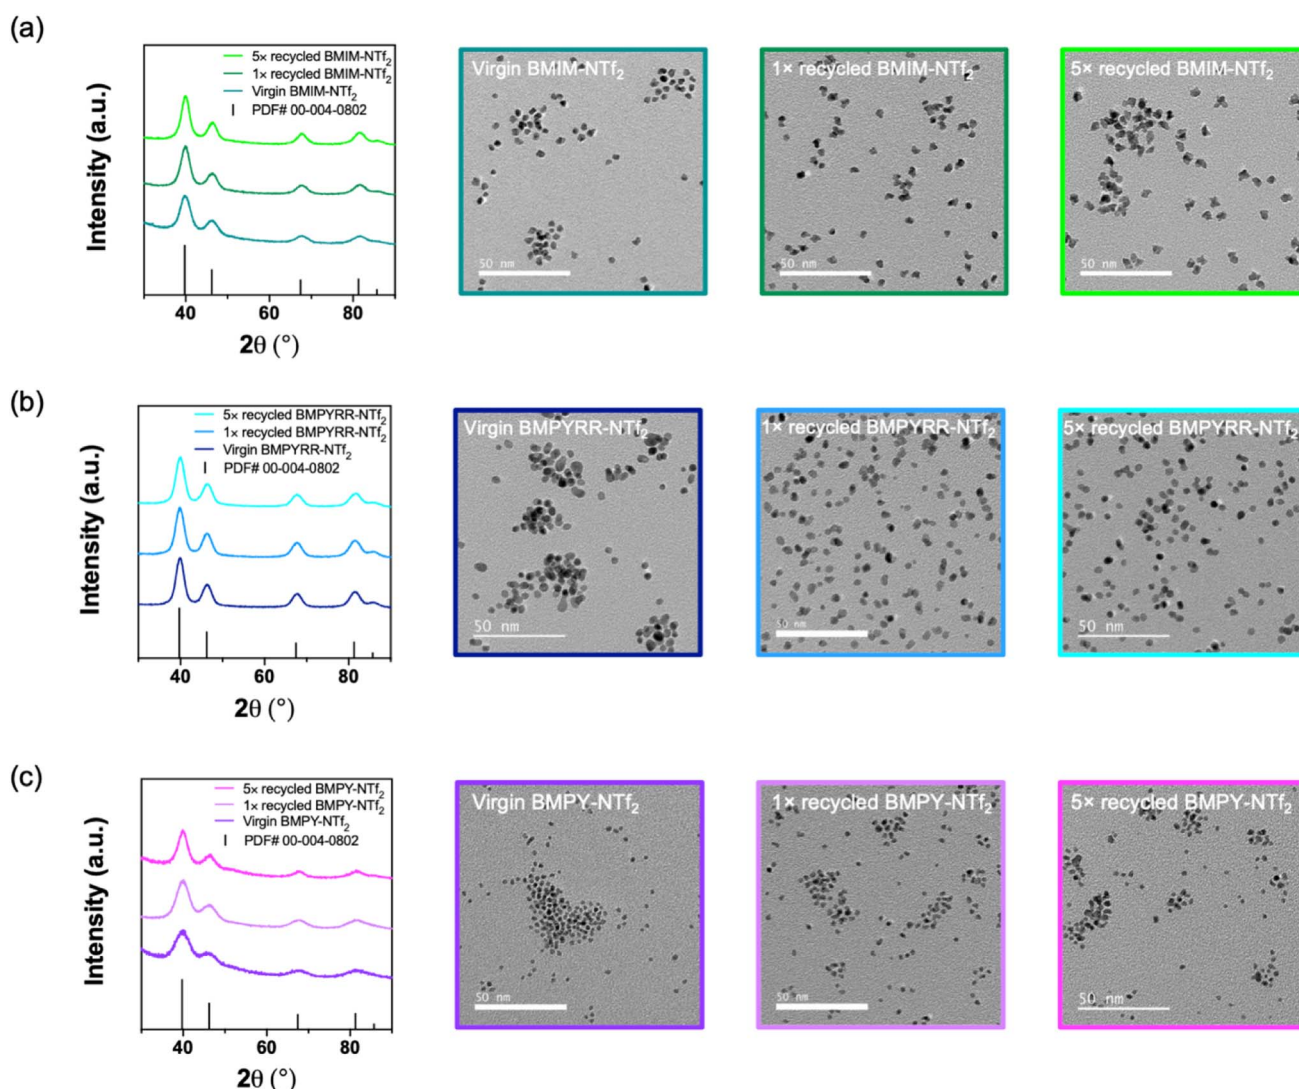 (a)
Intensity (a.u.)
5× recycled BMIM-NTf₂
1× recycled BMIM-NTf₂
Virgin BMIM-NTf₂
PDF# 00-004-0802
40 60 80
2θ (°)
Virgin BMIM-NTf₂
50 nm
1× recycled BMIM-NTf₂
50 nm
5× recycled BMIM-NTf₂
50 nm
(b)
Intensity (a.u.)
5× recycled BMPYRR-NTf₂
1× recycled BMPYRR-NTf₂
Virgin BMPYRR-NTf₂
PDF# 00-004-0802
40 60 80
2θ (°)
Virgin BMPYRR-NTf₂
50 nm
1× recycled BMPYRR-NTf₂
50 nm
5× recycled BMPYRR-NTf₂
50 nm
(c)
Intensity (a.u.)
5× recycled BMPY-NTf₂
1× recycled BMPY-NTf₂
Virgin BMPY-NTf₂
PDF# 00-004-0802
40 60 80
2θ (°)
Virgin BMPY-NTf₂
50 nm
1× recycled BMPY-NTf₂
50 nm
5× recycled BMPY-NTf₂
50 nm